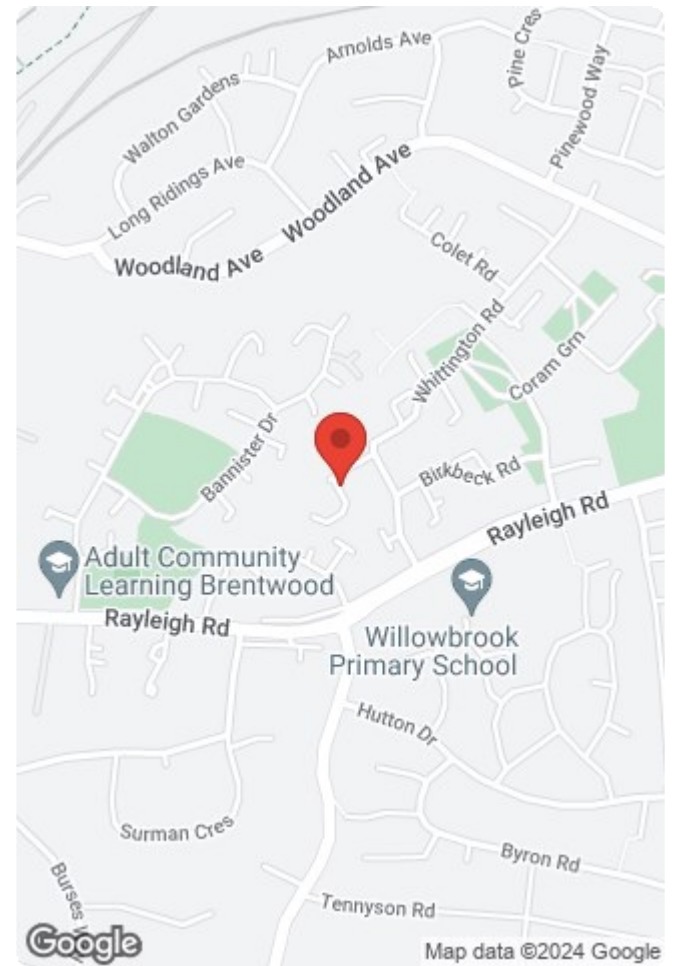 Arnolds Ave
Pine Cres
Pinewood Way
Walton Gardens
Long Ridings Ave
Woodland Ave
Woodland Ave
Colet Rd
Whittington Rd
Coram Grn
Bannister Dr
Birkbeck Rd
Rayleigh Rd
Adult Community
Learning Brentwood
Rayleigh Rd
Willowbrook
Primary School
Hutton Dr
Surman Cres
Byron Rd
Burses
Tennyson Rd
Google
Map data ©2024 Google